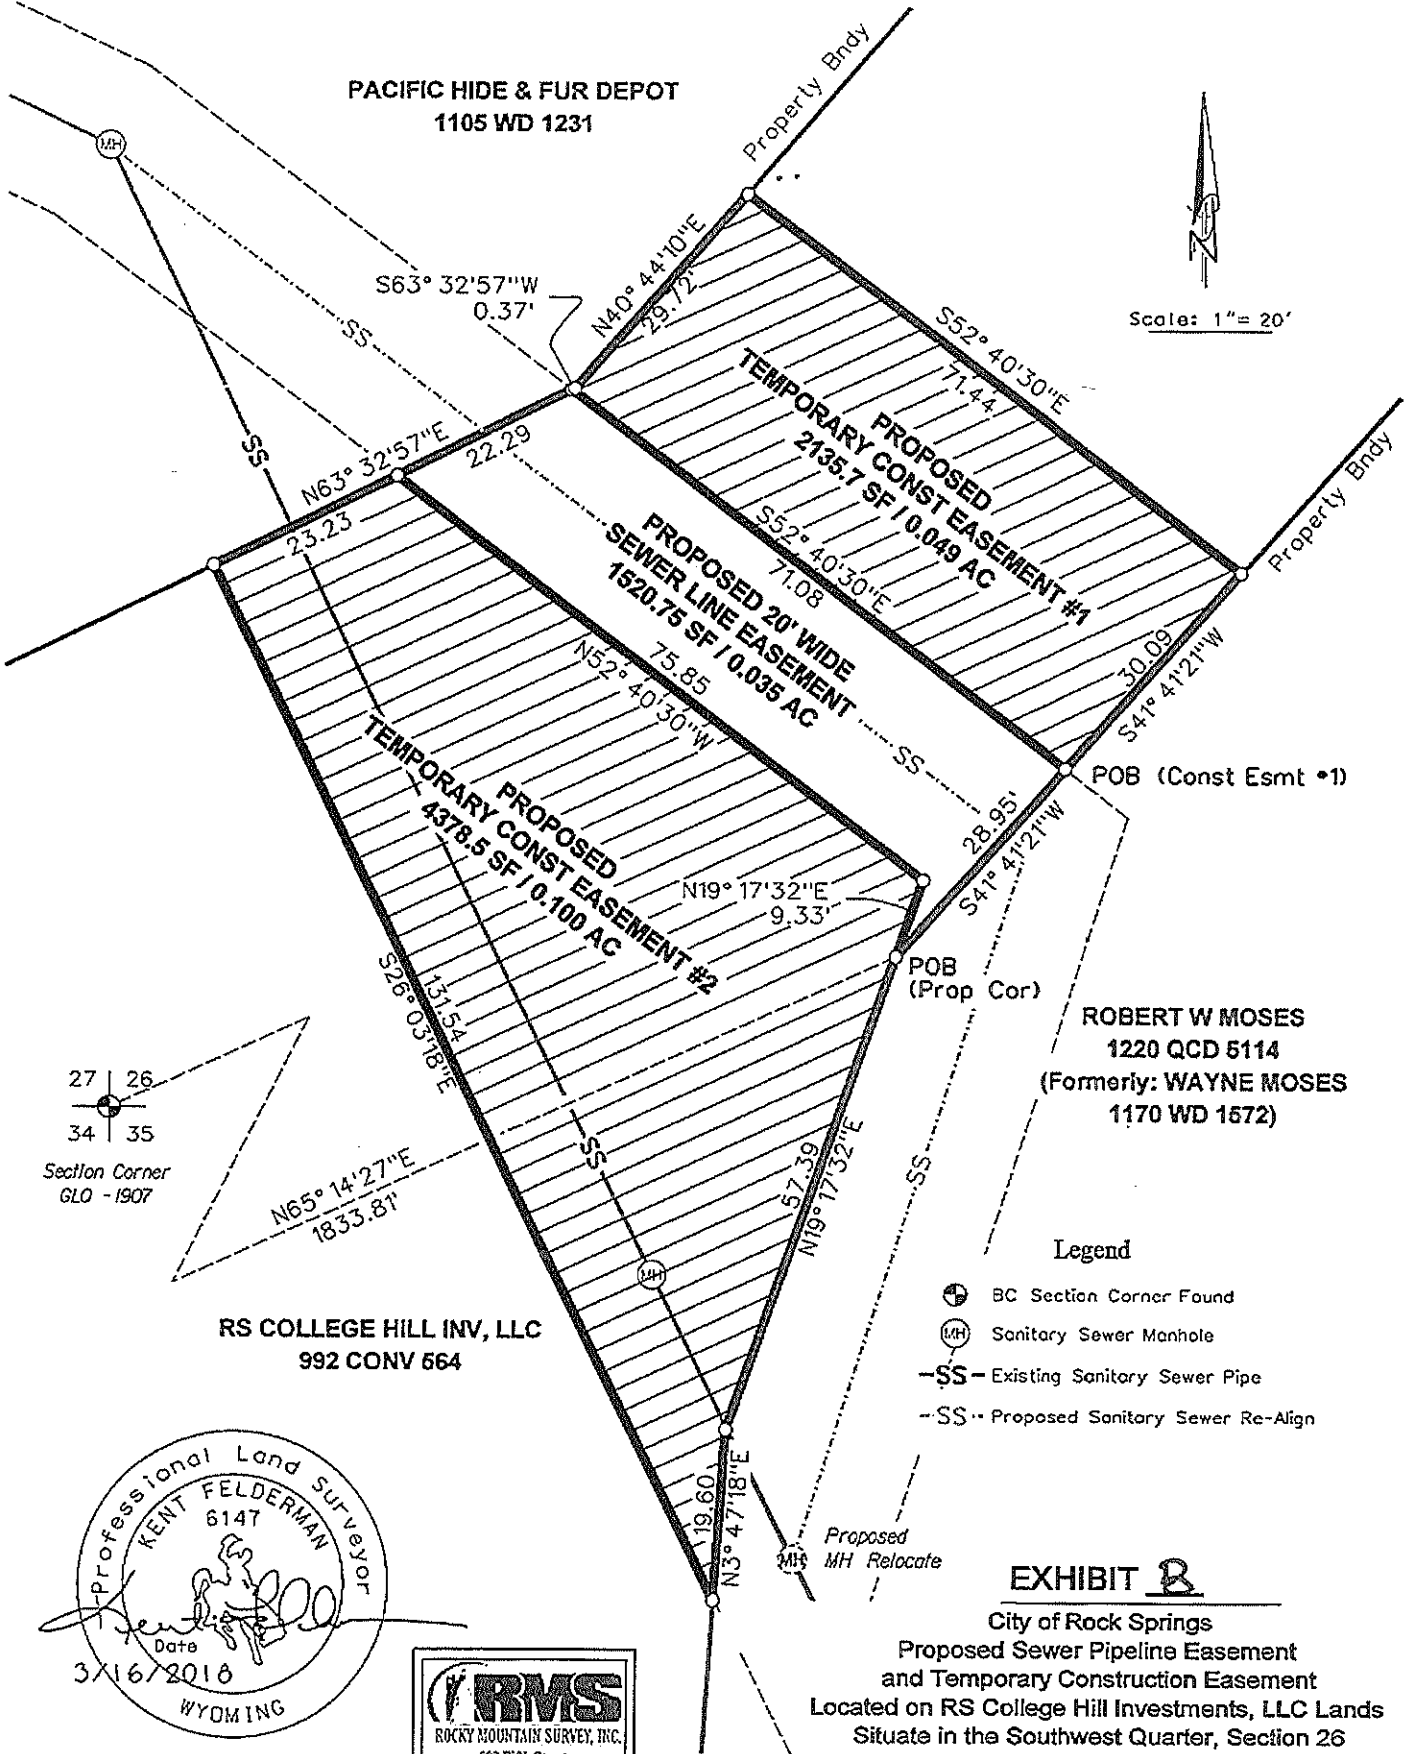 PACIFIC HIDE & FUR DEPOT
1105 WD 1231
Property Bndy
MH
S63° 32'57"W
0.37'
N40° 44'10"E
29.72'
Scale: 1"= 20'
N
SS
S52° 40'30"E
71.44
PROPOSED
TEMPORARY CONST EASEMENT #1
2135.7 SF / 0.049 AC
Property Bndy
SS
N63° 32'57"E
22.29
23.23
S52° 40'30"E
71.08
PROPOSED 20' WIDE
SEWER LINE EASEMENT
1520.75 SF / 0.035 AC
30.09
S41° 41'21"W
75.85
N52° 40'30"W
SS
POB (Const Esmt •1)
28.95'
S41° 41'21"W
PROPOSED
TEMPORARY CONST EASEMENT #2
4378.5 SF / 0.100 AC
N19° 17'32"E
9.33'
POB
(Prop Cor)
131.54
S26° 03'18"E
ROBERT W MOSES
1220 QCD 5114
(Formerly: WAYNE MOSES
1170 WD 1572)
27 26
34 35
Section Corner
GLO - 1907
SS
SS
57.39
N19° 17'32"E
N65° 14'27"E
1833.81'
MH
RS COLLEGE HILL INV, LLC
992 CONV 564
Legend
BC Section Corner Found
MH Sanitary Sewer Manhole
-SS- Existing Sanitary Sewer Pipe
-·SS·· Proposed Sanitary Sewer Re-Align
19.60
N3° 47'18"E
MH
Proposed
MH Relocate
Professional Land Surveyor
KENT FELDERMAN
6147
Date
3/16/2018
WYOMING
RMS
ROCKY MOUNTAIN SURVEY, INC.
EXHIBIT B
City of Rock Springs
Proposed Sewer Pipeline Easement
and Temporary Construction Easement
Located on RS College Hill Investments, LLC Lands
Situate in the Southwest Quarter, Section 26